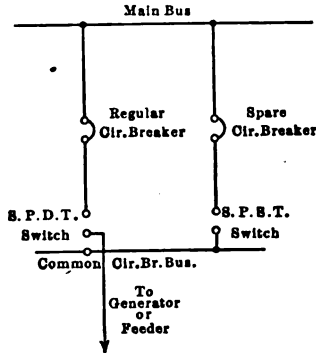 Main Bus
Regular
Cir.Breaker
Spare
Cir.Breaker
S.P.D.T.
Switch
S.P.S.T.
Switch
Common Cir.Br.Bus.
To
Generator
or
Feeder